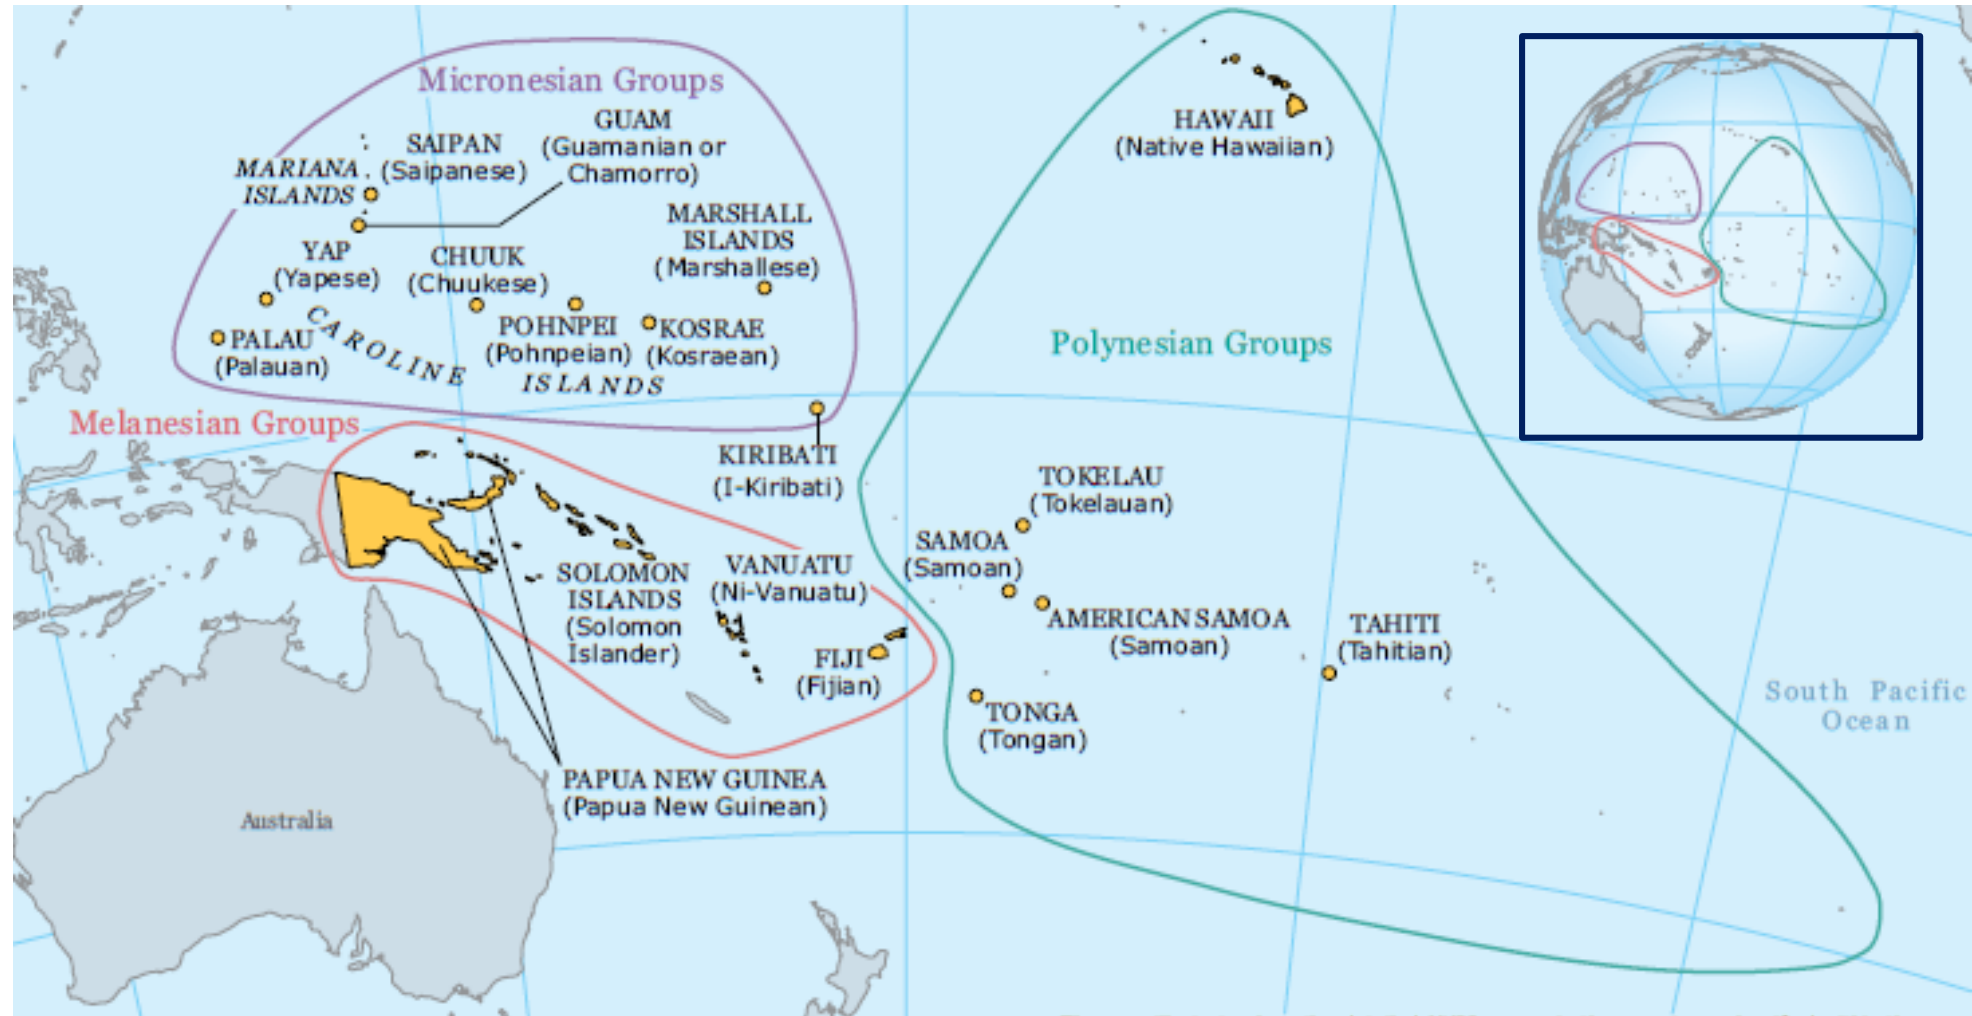 Micronesian Groups
GUAM
(Guamanian or
Chamorro)
SAIPAN
(Saipanese)
MARIANA
ISLANDS
MARSHALL
ISLANDS
(Marshallese)
YAP
(Yapese)
CHUUK
(Chuukese)
POHNPEI
(Pohnpeian)
KOSRAE
(Kosraean)
PALAU
(Palauan)
CAROLINE
ISLANDS
KIRIBATI
(I-Kiribati)
Melanesian Groups
SOLOMON
ISLANDS
(Solomon
Islander)
VANUATU
(Ni-Vanuatu)
FIJI
(Fijian)
PAPUA NEW GUINEA
(Papua New Guinean)
Australia
HAWAII
(Native Hawaiian)
Polynesian Groups
TOKELAU
(Tokelauan)
SAMOA
(Samoan)
AMERICAN SAMOA
(Samoan)
TAHITI
(Tahitian)
TONGA
(Tongan)
South Pacific
Ocean